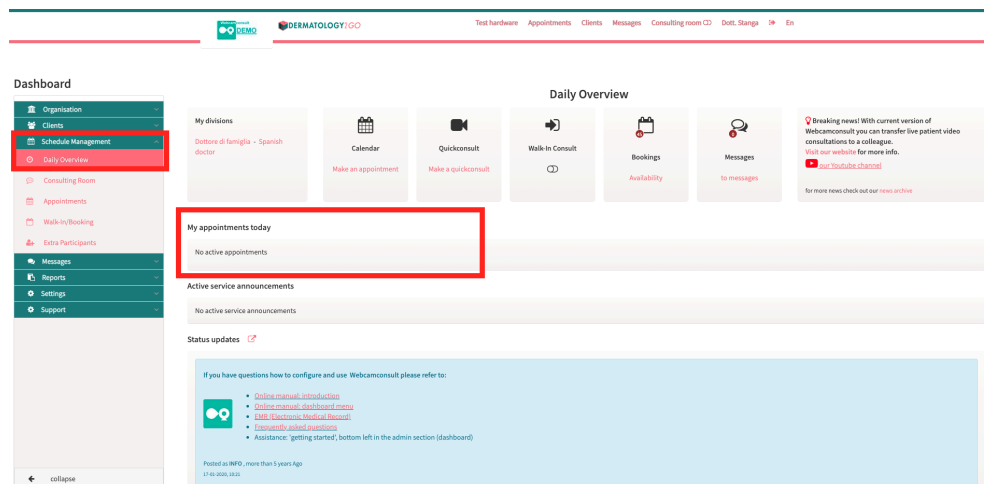 Webcamconsult
DEMO
DERMATOLOGY2GO
Test hardware Appointments Clients Messages Consulting room Dott. Stanga En
Dashboard
Organisation
Clients
Schedule Management
Daily Overview
Consulting Room
Appointments
Walk-In/Booking
Extra Participants
Messages
Reports
Settings
Support
collapse
Daily Overview
My divisions
Dottore di famiglia - Spanish
doctor
Calendar
Make an appointment
Quickconsult
Make a quickconsult
Walk-In Consult
Bookings
Availability
Messages
to messages
Breaking news! With current version of
Webcamconsult you can transfer live patient video
consultations to a colleague.
Visit our website for more info.
our Youtube channel
for more news check out our news archive
My appointments today
No active appointments
Active service announcements
No active service announcements
Status updates
If you have questions how to configure and use Webcamconsult please refer to:
Online manual: introduction
Online manual: dashboard menu
EMR (Electronic Medical Record)
Frequently asked questions
Assistance: 'getting started', bottom left in the admin section (dashboard)
Posted as INFO , more than 5 years Ago
17-01-2020, 10:21